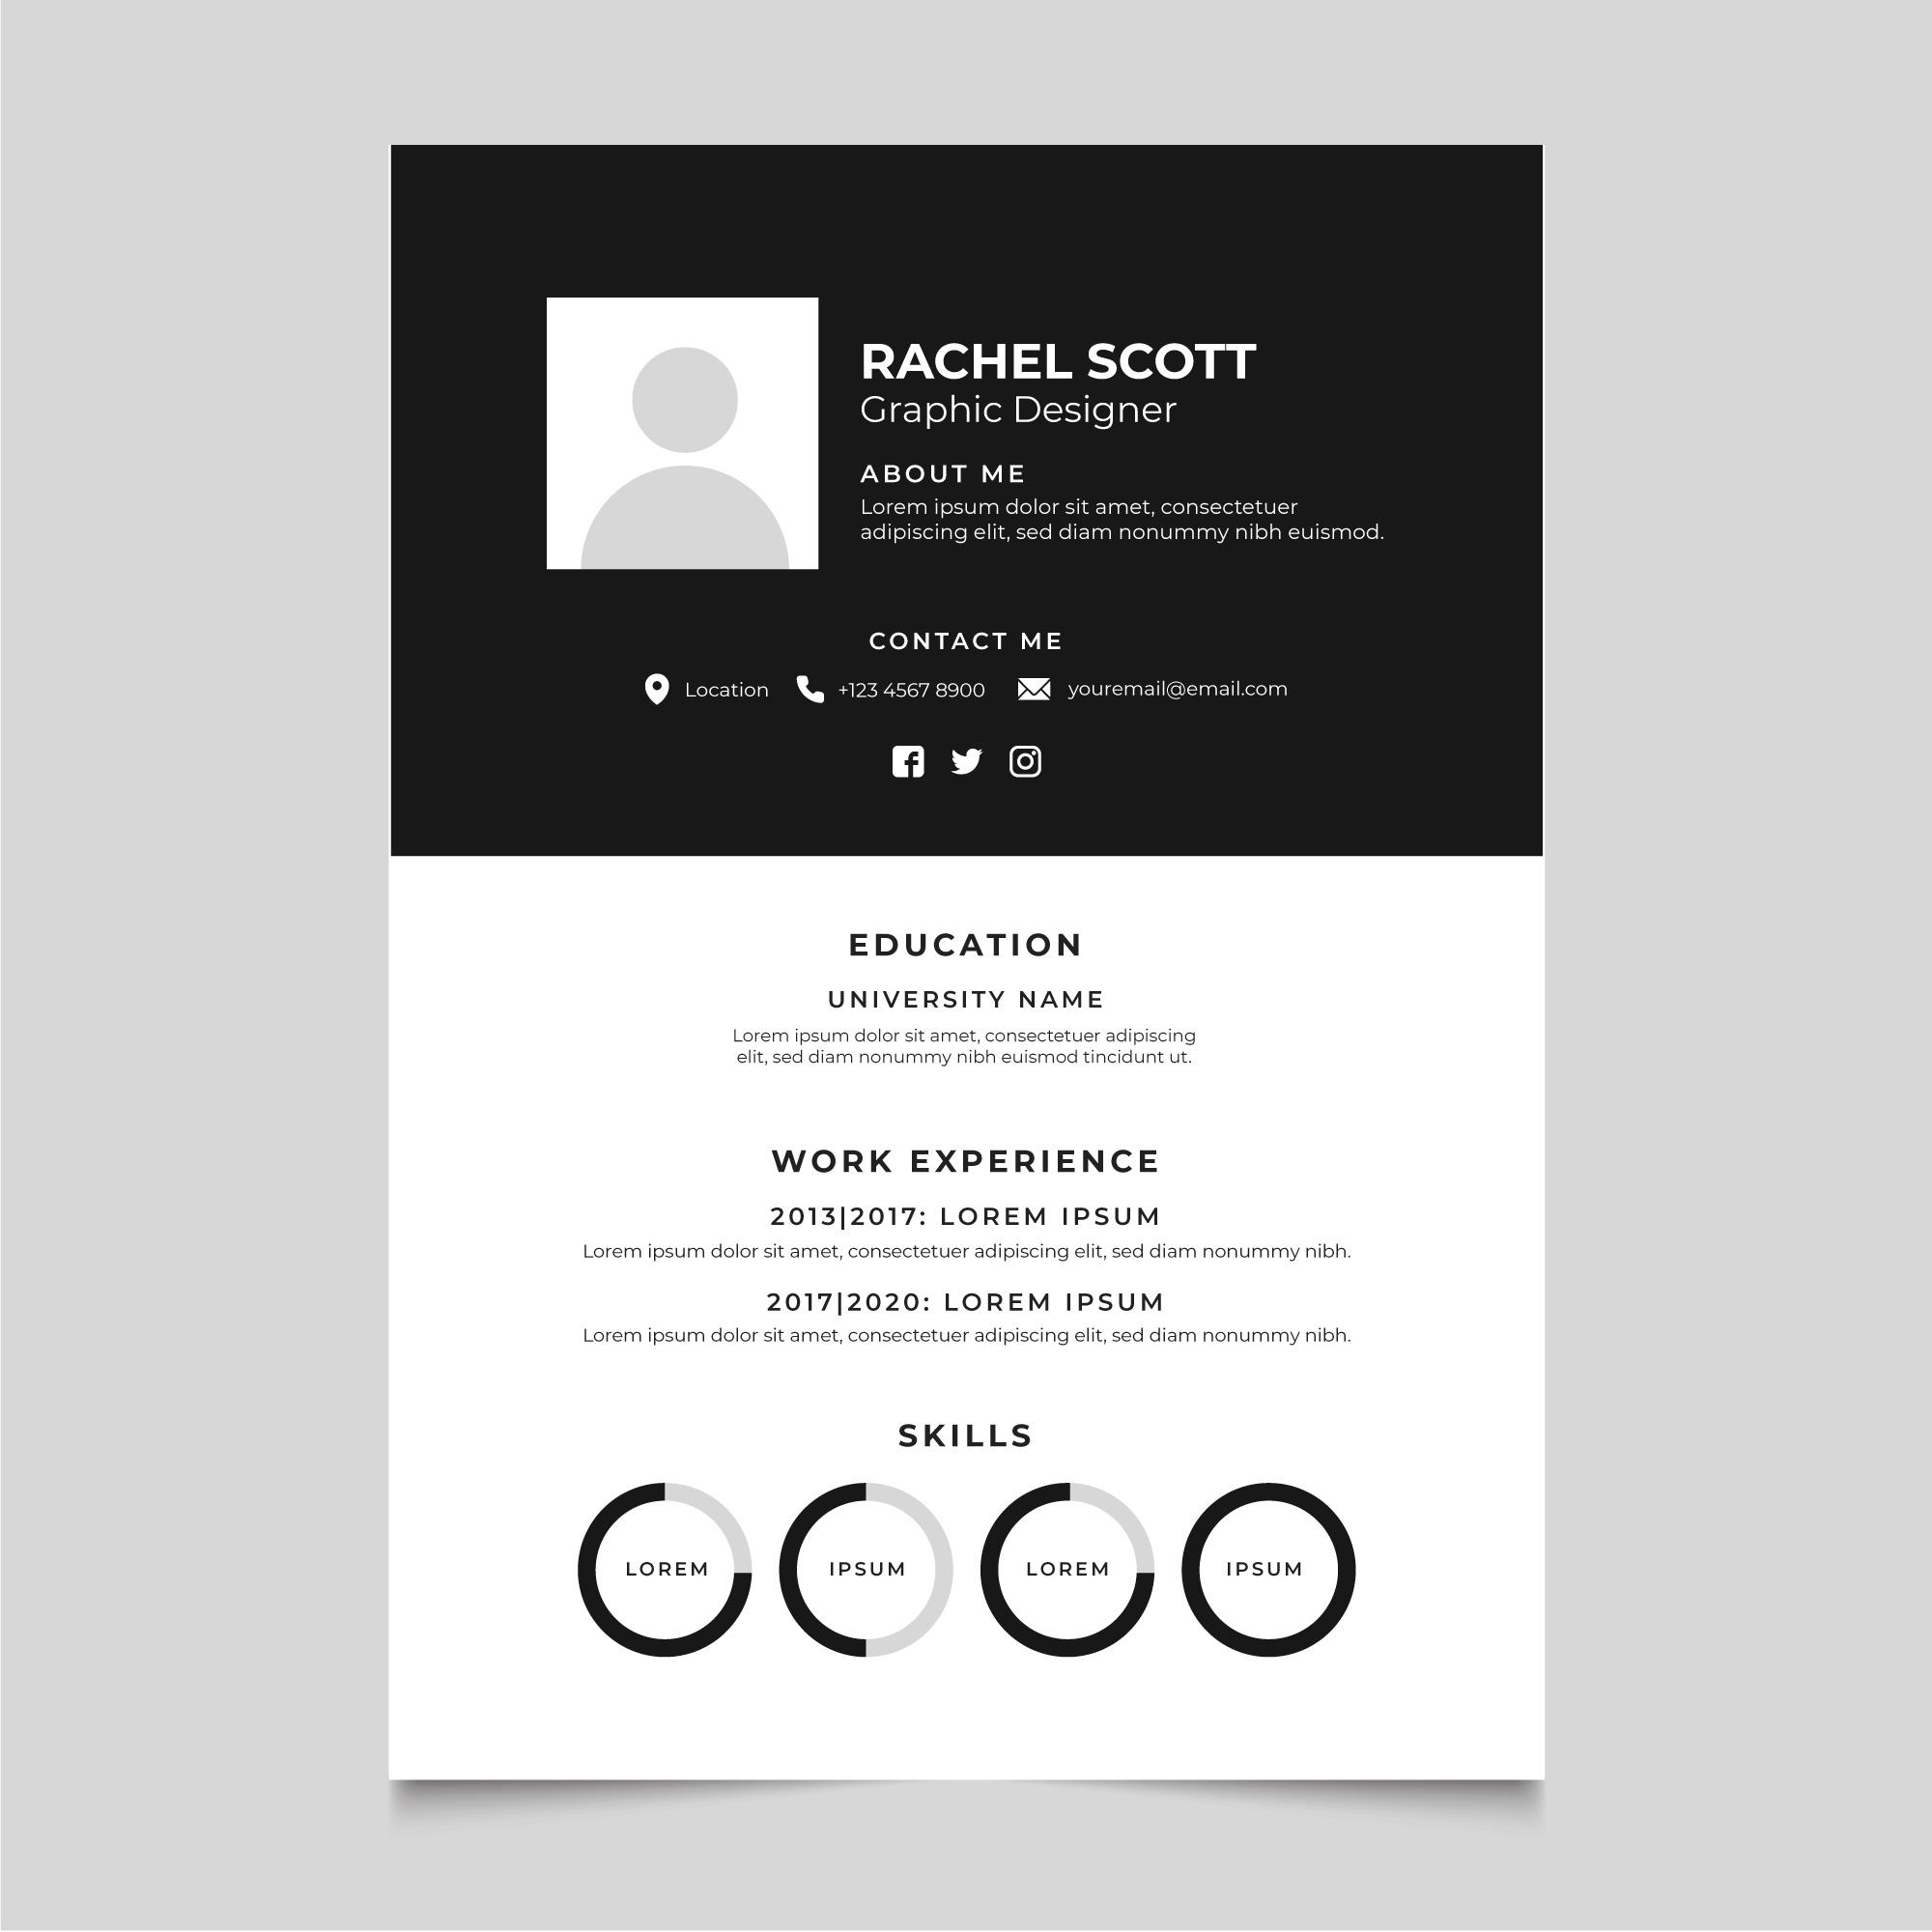 RACHEL SCOTT
Graphic Designer
ABOUT ME
Lorem ipsum dolor sit amet, consectetuer
adipiscing elit, sed diam nonummy nibh euismod.
CONTACT ME
Location +123 4567 8900 youremail@email.com
EDUCATION
UNIVERSITY NAME
Lorem ipsum dolor sit amet, consectetuer adipiscing
elit, sed diam nonummy nibh euismod tincidunt ut.
WORK EXPERIENCE
2013|2017: LOREM IPSUM
Lorem ipsum dolor sit amet, consectetuer adipiscing elit, sed diam nonummy nibh.
2017|2020: LOREM IPSUM
Lorem ipsum dolor sit amet, consectetuer adipiscing elit, sed diam nonummy nibh.
SKILLS
LOREM IPSUM LOREM IPSUM